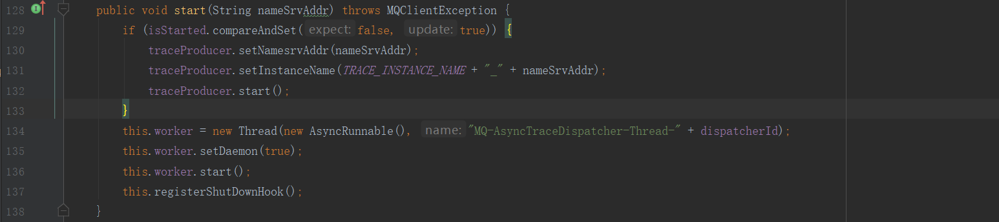 128 public void start(String nameSrvAddr) throws MQClientException {
129 if (isStarted.compareAndSet( expect: false, update: true)) {
130 traceProducer.setNamesrvAddr(nameSrvAddr);
131 traceProducer.setInstanceName(TRACE_INSTANCE_NAME + "_" + nameSrvAddr);
132 traceProducer.start();
133 }
134 this.worker = new Thread(new AsyncRunnable(), name: "MQ-AsyncTraceDispatcher-Thread-" + dispatcherId);
135 this.worker.setDaemon(true);
136 this.worker.start();
137 this.registerShutDownHook();
138 }